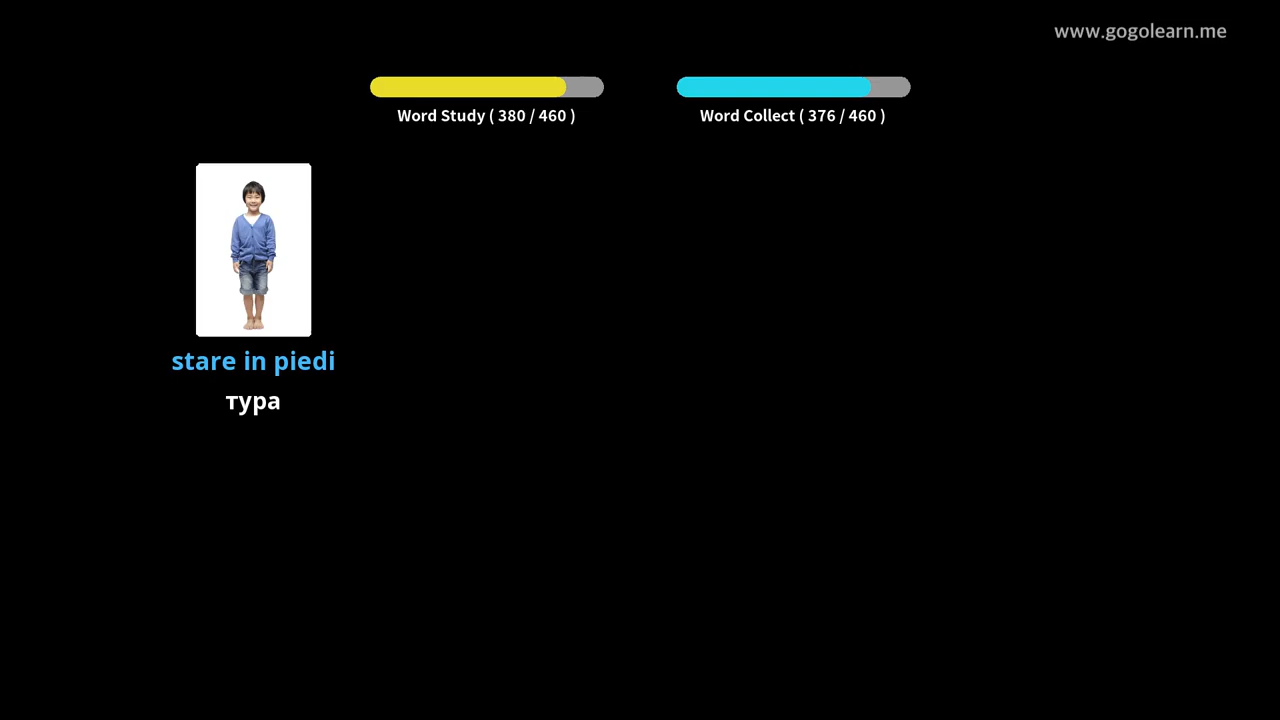 www.gogolearn.me
Word Study ( 380 / 460 )
Word Collect ( 376 / 460 )
stare in piedi
тура